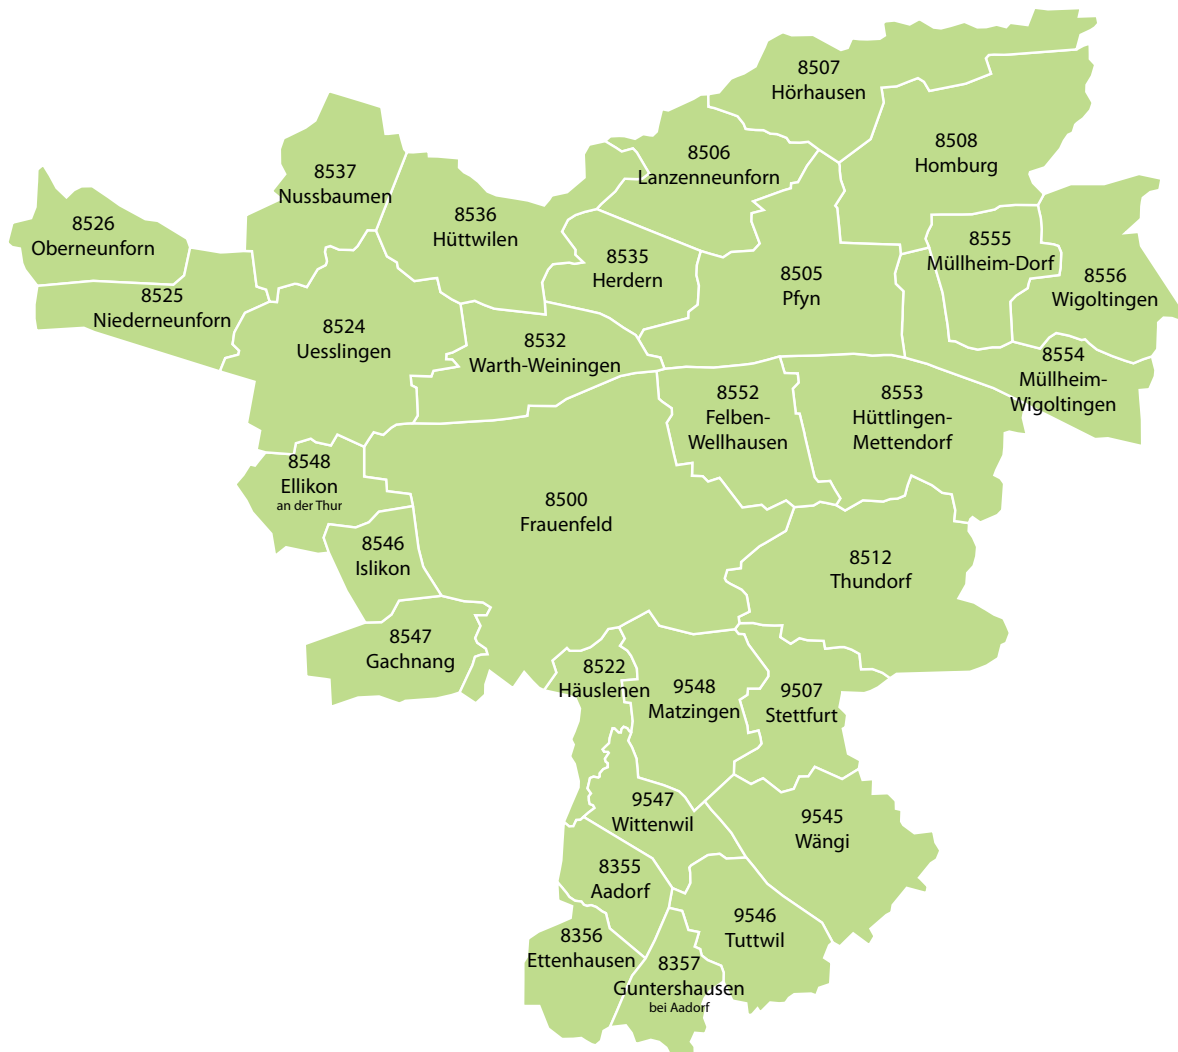 8507
Hörhausen
8508
Homburg
8506
Lanzenneunforn
8537
Nussbaumen
8536
Hüttwilen
8526
Oberneunforn
8535
Herdern
8505
Pfyn
8555
Müllheim-Dorf
8556
Wigoltingen
8525
Niederneunforn
8524
Uesslingen
8532
Warth-Weiningen
8554
Müllheim-
Wigoltingen
8552
Felben-
Wellhausen
8553
Hüttlingen-
Mettendorf
8548
Ellikon
an der Thur
8500
Frauenfeld
8546
Islikon
8512
Thundorf
8547
Gachnang
8522
Häuslenen
9548
Matzingen
9507
Stettfurt
9547
Wittenwil
9545
Wängi
8355
Aadorf
9546
Tuttwil
8356
Ettenhausen
8357
Guntershausen
bei Aadorf